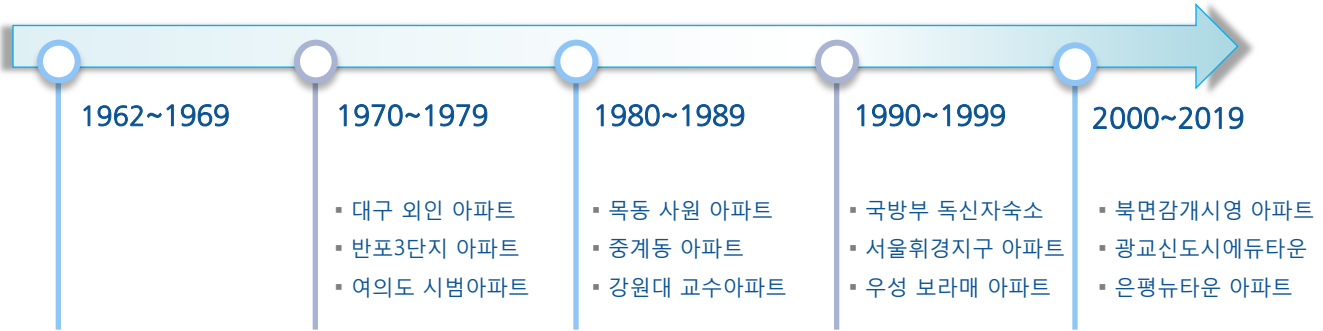 1962~1969
1970~1979
▪ 대구 외인 아파트
▪ 반포3단지 아파트
▪ 여의도 시범아파트
1980~1989
▪ 목동 사원 아파트
▪ 중계동 아파트
▪ 강원대 교수아파트
1990~1999
▪ 국방부 독신자숙소
▪ 서울휘경지구 아파트
▪ 우성 보라매 아파트
2000~2019
▪ 북면감개시영 아파트
▪ 광교신도시에듀타운
▪ 은평뉴타운 아파트